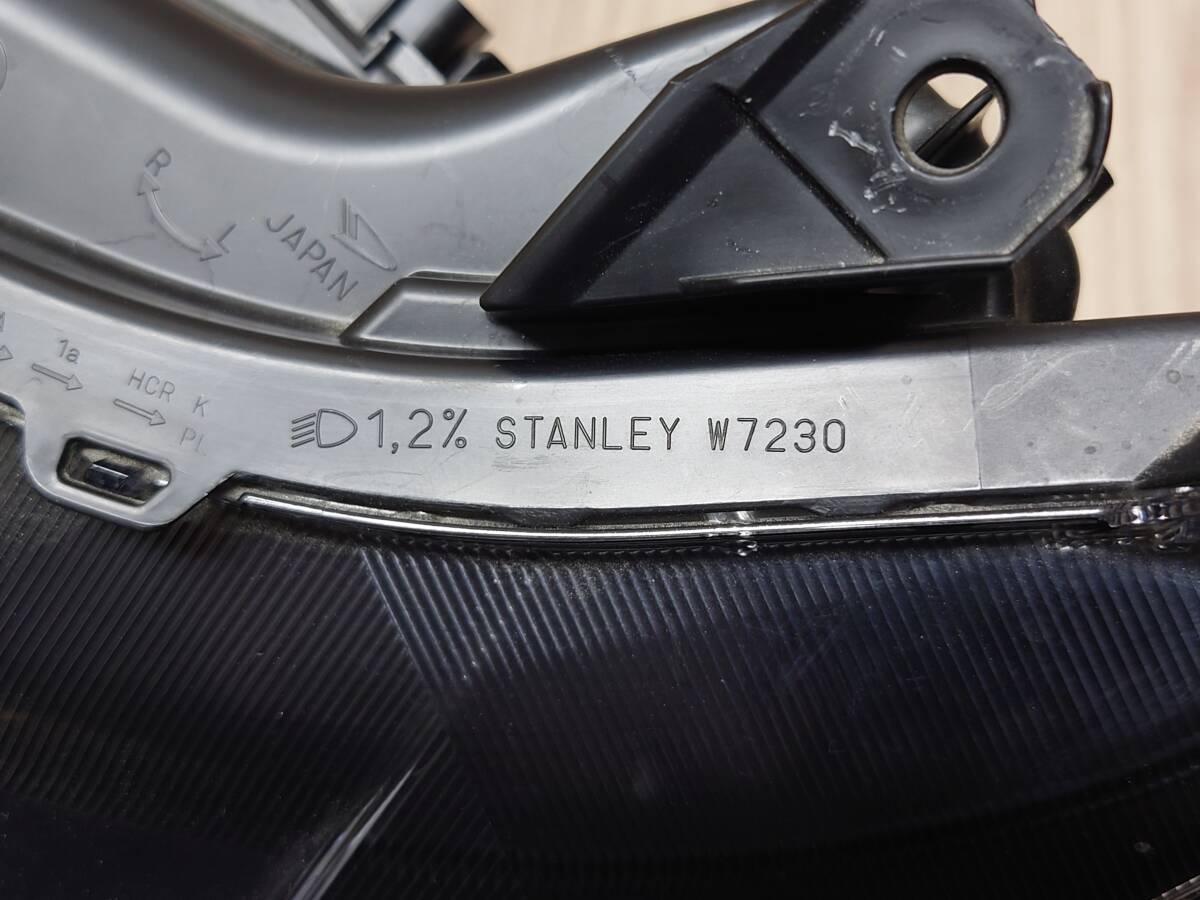 R
L
JAPAN
A
1a
HCR K
PL
1,2% STANLEY W7230